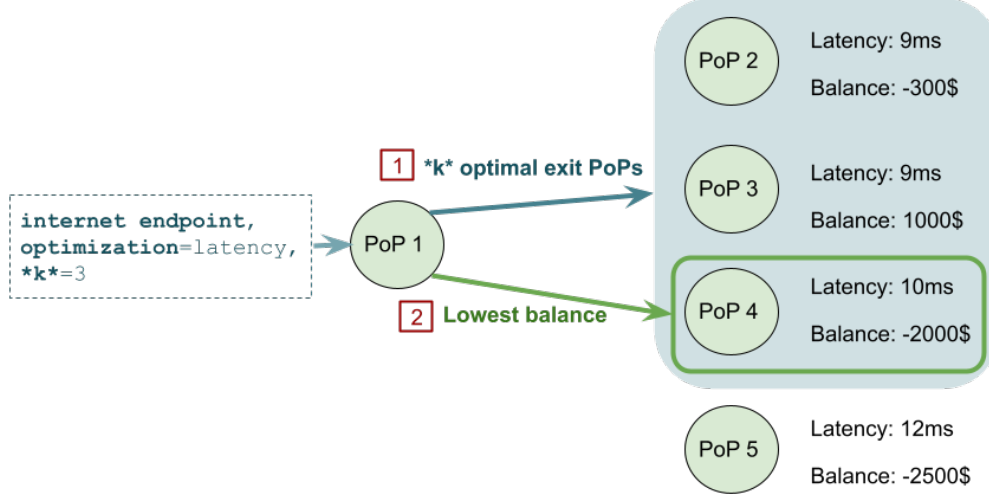 PoP 2
Latency: 9ms
Balance: -300$
1
*k* optimal exit PoPs
PoP 3
Latency: 9ms
Balance: 1000$
internet endpoint,
optimization=latency,
*k*=3
PoP 1
2
Lowest balance
PoP 4
Latency: 10ms
Balance: -2000$
PoP 5
Latency: 12ms
Balance: -2500$